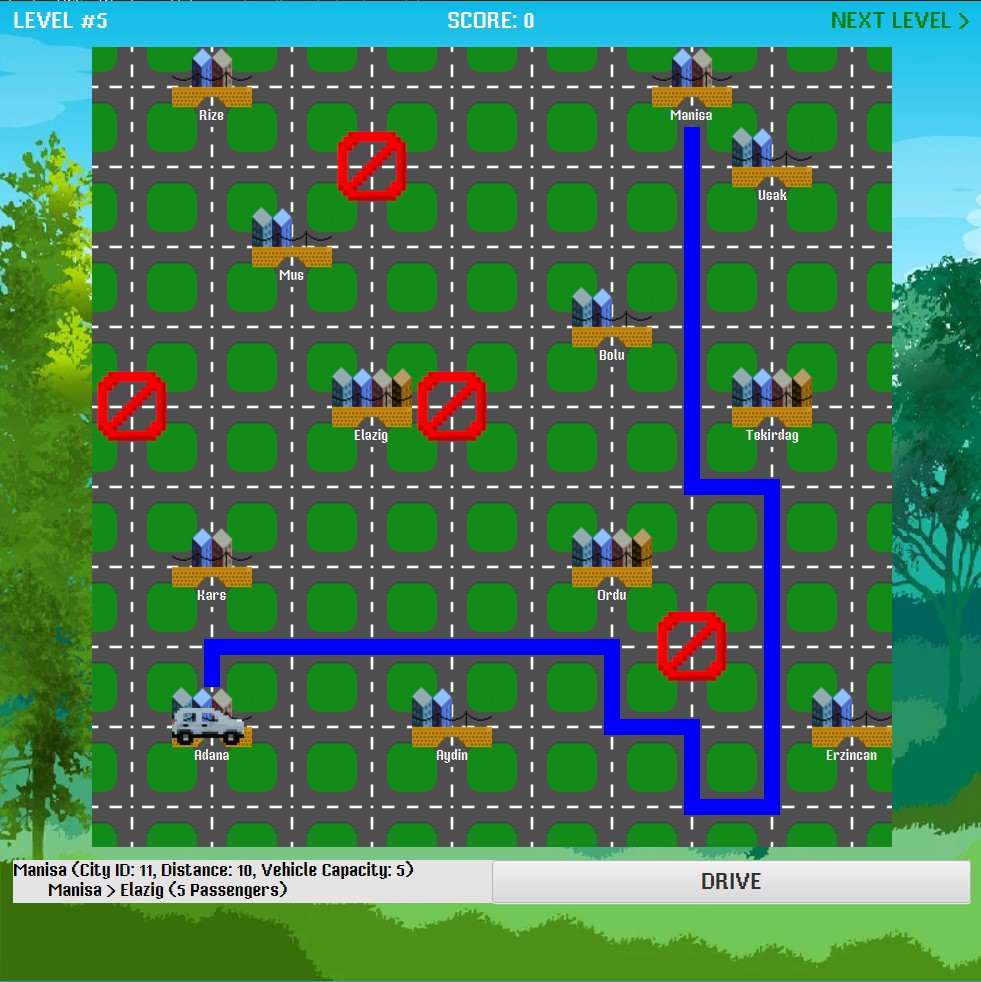 LEVEL #5
SCORE: 0
NEXT LEVEL >
Rize
Manisa
Usak
Mus
Bolu
Elazig
Tekirdag
Kars
Ordu
Adana
Aydin
Erzincan
Manisa (City ID: 11, Distance: 10, Vehicle Capacity: 5)
Manisa > Elazig (5 Passengers)
DRIVE